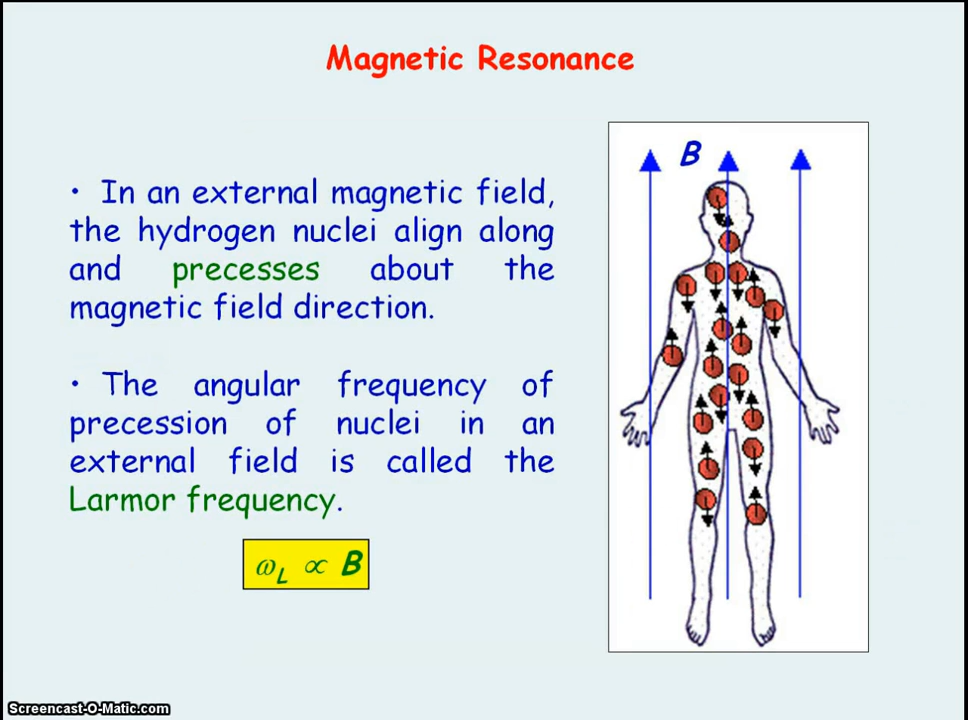 Magnetic Resonance
B
• In an external magnetic field,
the hydrogen nuclei align along
and precesses about the
magnetic field direction.
• The angular frequency of
precession of nuclei in an
external field is called the
Larmor frequency.
ω_L ∝ B
Screencast-O-Matic.com